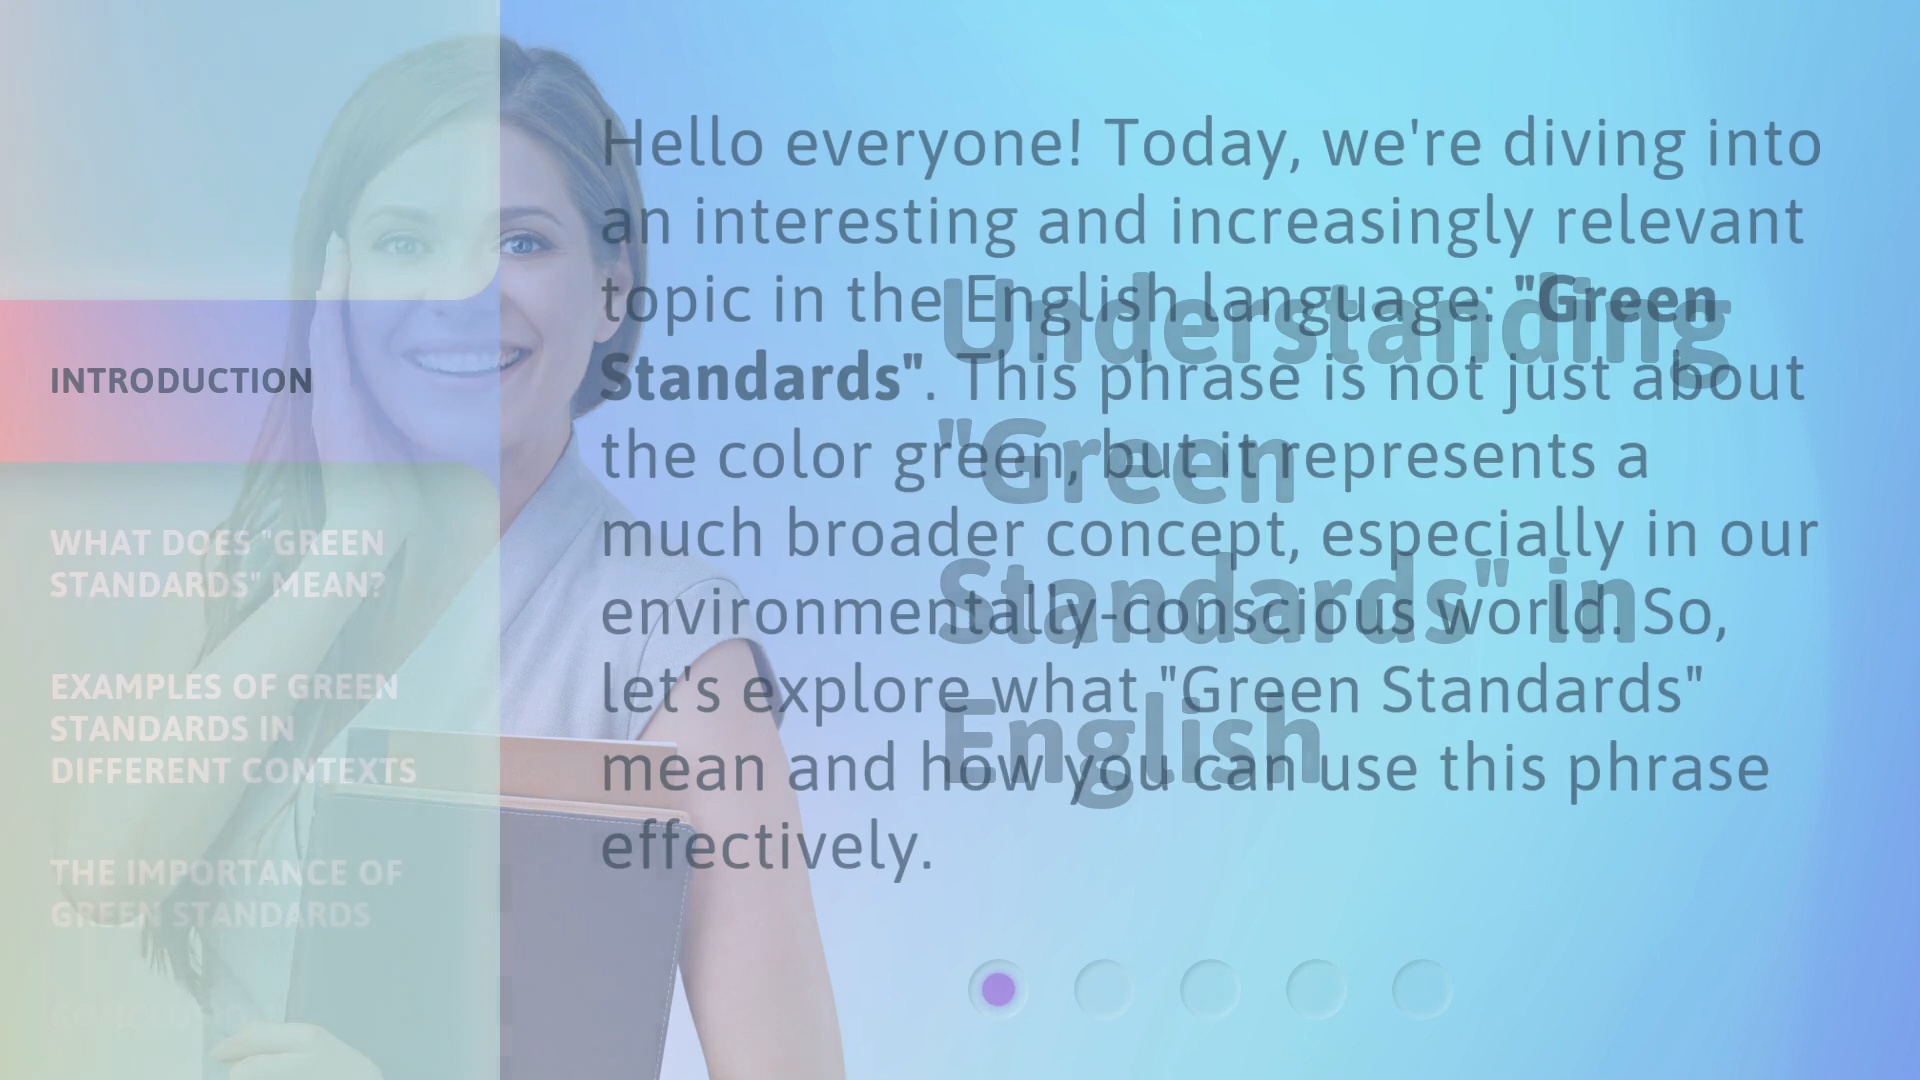 INTRODUCTION
WHAT DOES "GREEN
STANDARDS" MEAN?
EXAMPLES OF GREEN
STANDARDS IN
DIFFERENT CONTEXTS
THE IMPORTANCE OF
GREEN STANDARDS
CONCLUSION
Hello everyone! Today, we're diving into
an interesting and increasingly relevant
topic in the English language: "Green
Standards". This phrase is not just about
the color green, but it represents a
much broader concept, especially in our
environmentally-conscious world. So,
let's explore what "Green Standards"
mean and how you can use this phrase
effectively.
Understanding
"Green
Standards" in
English